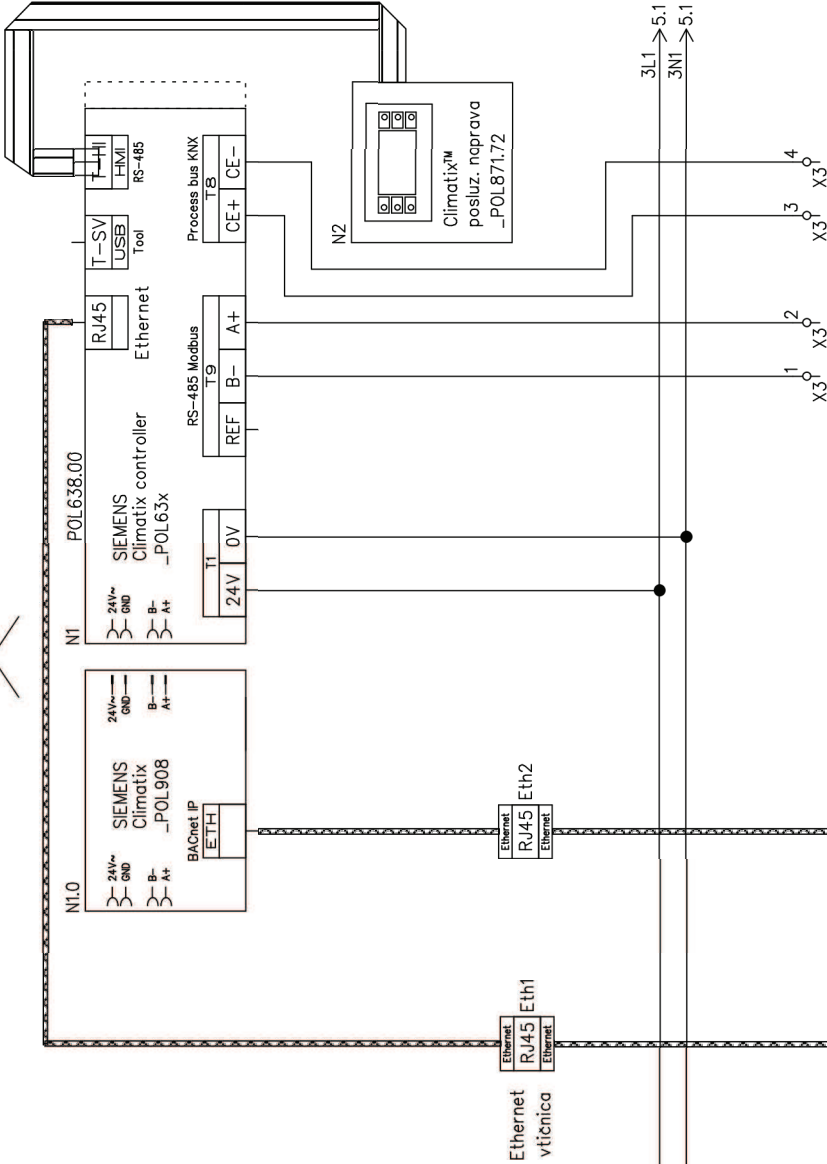 N1.0
24V~
GND
B-
A+
SIEMENS
Climatix
_POL908
24V~
GND
B-
A+
BACnet IP
ETH
N1
POL638.00
24V~
GND
B-
A+
SIEMENS
Climatix controller
_POL63x
T1
24V
0V
RJ45
Ethernet
T-SV
USB
Tool
T-HI
HMI
RS-485
RS-485 Modbus
T9
REF
B-
A+
Process bus KNX
T8
CE+
CE-
N2
Climatix™
posluz. naprava
_POL871.72
Ethernet
vtičnica
Ethernet
RJ45
Ethernet
Eth1
Ethernet
RJ45
Ethernet
Eth2
3L1
5.1
3N1
5.1
1
X3
2
X3
3
X3
4
X3